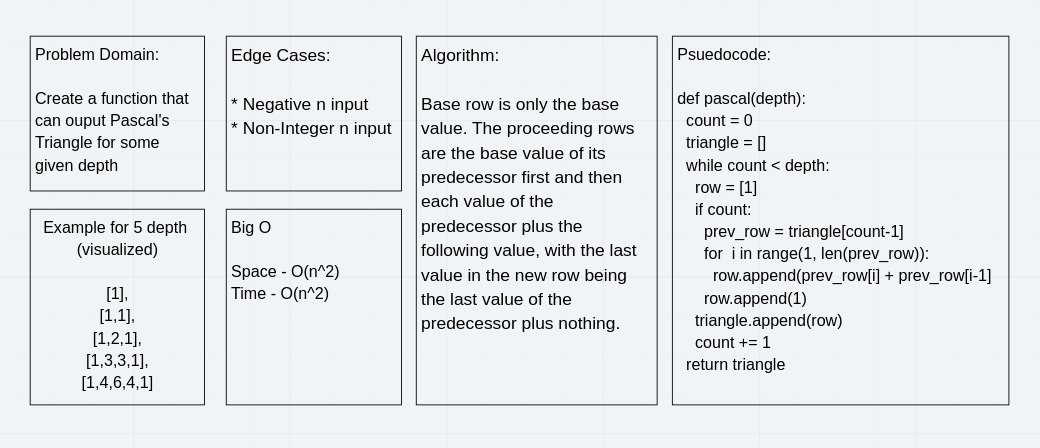 Problem Domain:
Create a function that
can ouput Pascal's
Triangle for some
given depth
Example for 5 depth
(visualized)
[1],
[1,1],
[1,2,1],
[1,3,3,1],
[1,4,6,4,1]
Edge Cases:
* Negative n input
* Non-Integer n input
Big O
Space - O(n^2)
Time - O(n^2)
Algorithm:
Base row is only the base
value. The proceeding rows
are the base value of its
predecessor first and then
each value of the
predecessor plus the
following value, with the last
value in the new row being
the last value of the
predecessor plus nothing.
Psuedocode:
def pascal(depth):
  count = 0
  triangle = []
  while count < depth:
    row = [1]
    if count:
      prev_row = triangle[count-1]
      for  i in range(1, len(prev_row)):
        row.append(prev_row[i] + prev_row[i-1]
      row.append(1)
    triangle.append(row)
    count += 1
  return triangle